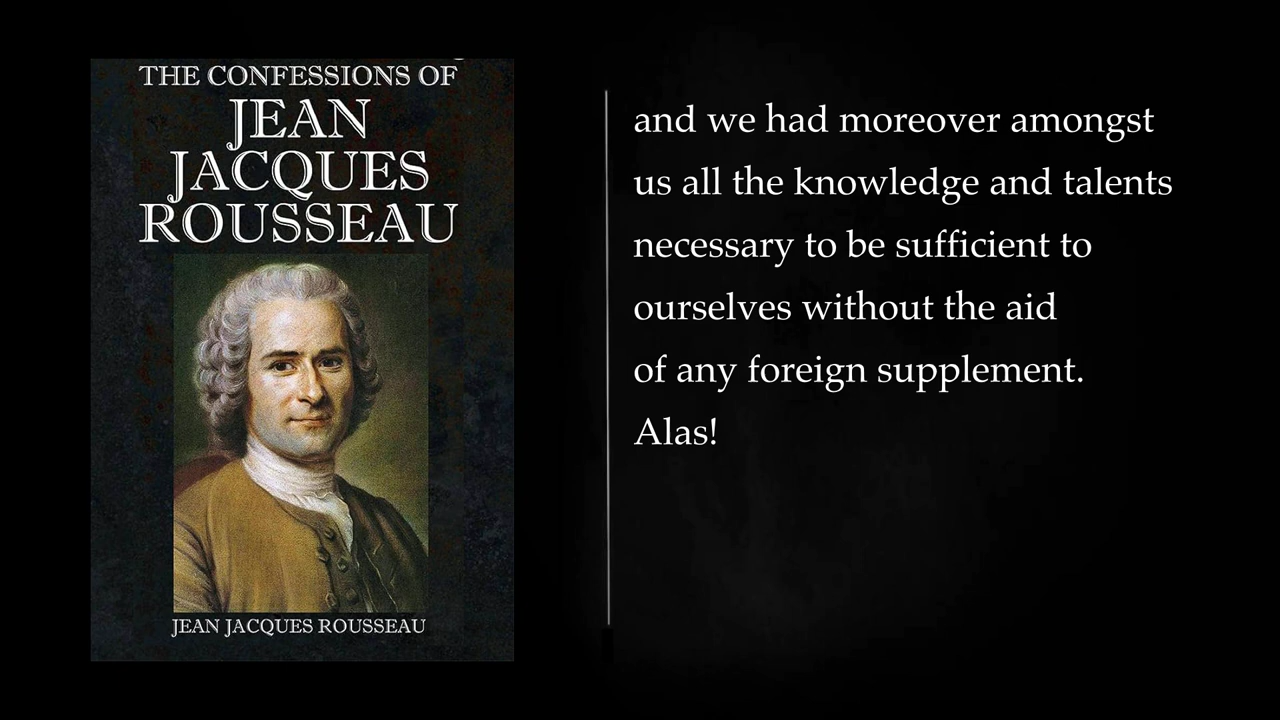 THE CONFESSIONS OF
JEAN
JACQUES
ROUSSEAU
JEAN JACQUES ROUSSEAU
and we had moreover amongst
us all the knowledge and talents
necessary to be sufficient to
ourselves without the aid
of any foreign supplement.
Alas!